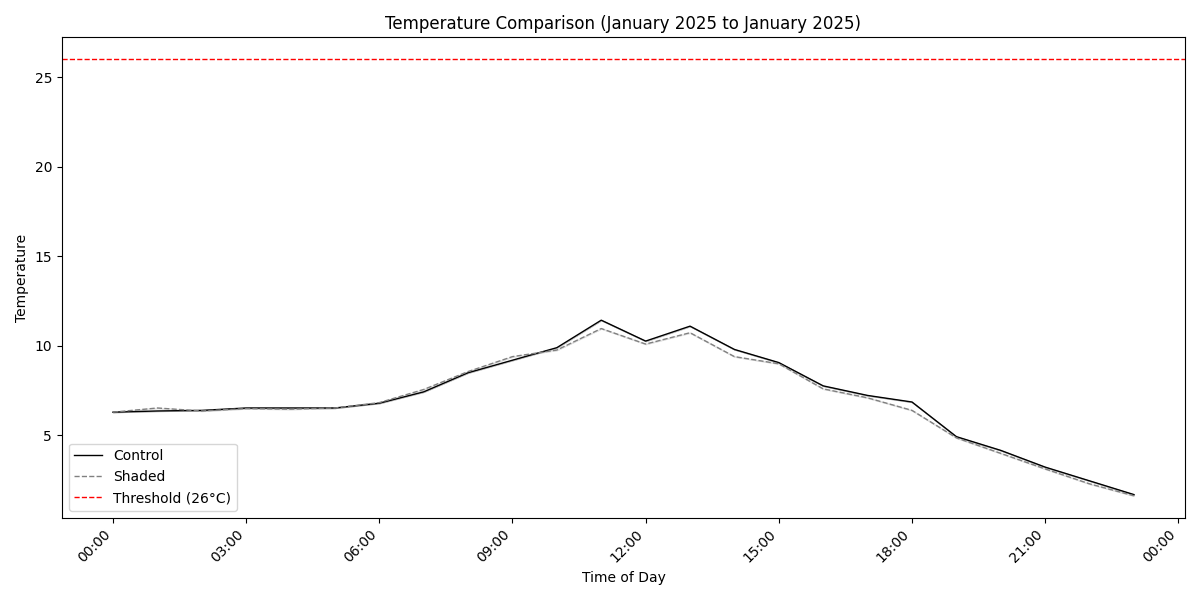 Temperature Comparison (January 2025 to January 2025)
Temperature
25
20
15
10
5
Control
Shaded
Threshold (26°C)
00:00
03:00
06:00
09:00
12:00
15:00
18:00
21:00
00:00
Time of Day